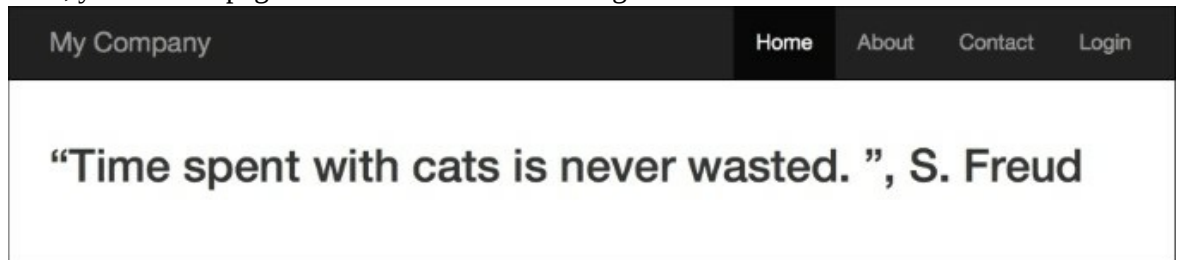 My Company Home About Contact Login
“Time spent with cats is never wasted. ”, S. Freud